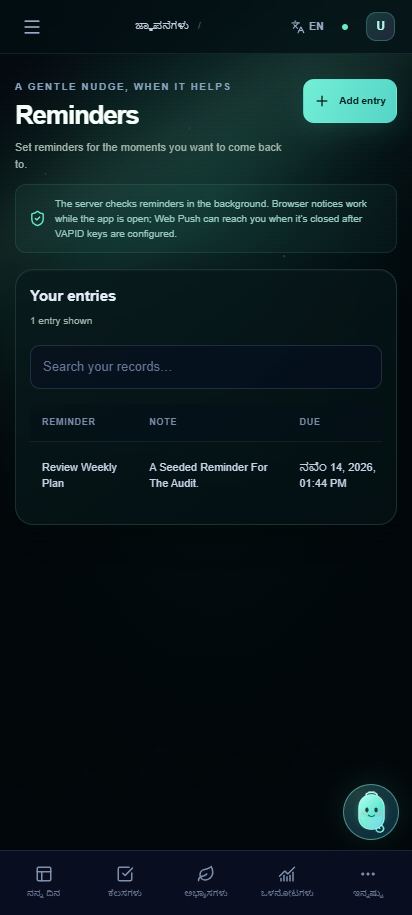 ಜ್ಞಾಪನೆಗಳು /
EN
U
A GENTLE NUDGE, WHEN IT HELPS
Reminders
Add entry
Set reminders for the moments you want to come back
to.
The server checks reminders in the background. Browser notices work
while the app is open; Web Push can reach you when it's closed after
VAPID keys are configured.
Your entries
1 entry shown
Search your records...
REMINDER NOTE DUE
Review Weekly A Seeded Reminder For ನವೆಂ 14, 2026,
Plan The Audit. 01:44 PM
ನನ್ನ ದಿನ ಕೆಲಸಗಳು ಅಭ್ಯಾಸಗಳು ಒಳನೋಟಗಳು ಇನ್ನಷ್ಟು